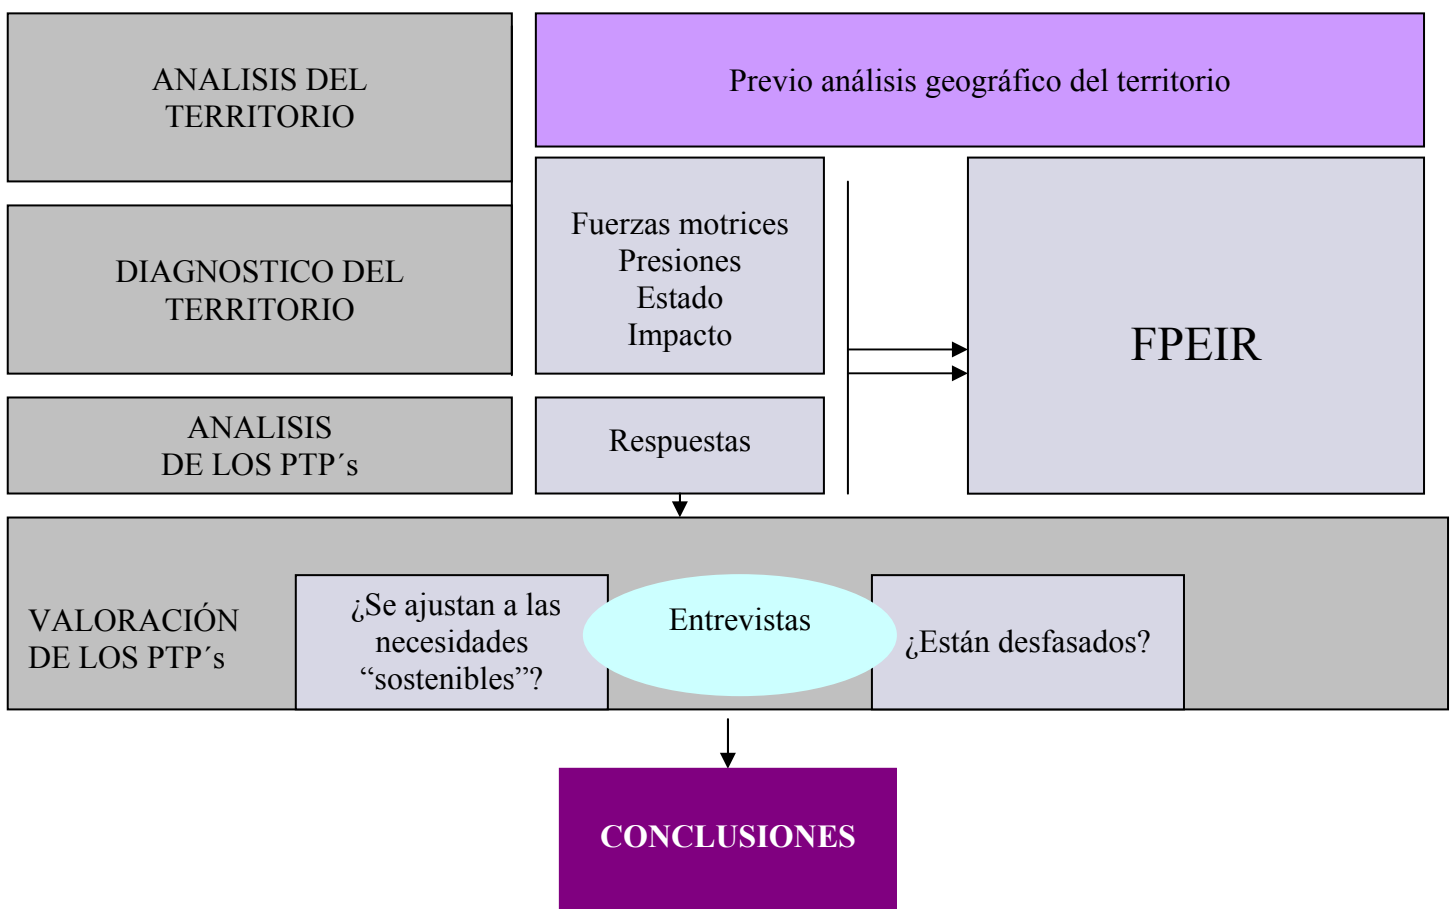 ANALISIS DEL
TERRITORIO
Previo análisis geográfico del territorio
DIAGNOSTICO DEL
TERRITORIO
Fuerzas motrices
Presiones
Estado
Impacto
FPEIR
ANALISIS
DE LOS PTP´s
Respuestas
VALORACIÓN
DE LOS PTP´s
¿Se ajustan a las
necesidades
“sostenibles”?
Entrevistas
¿Están desfasados?
CONCLUSIONES